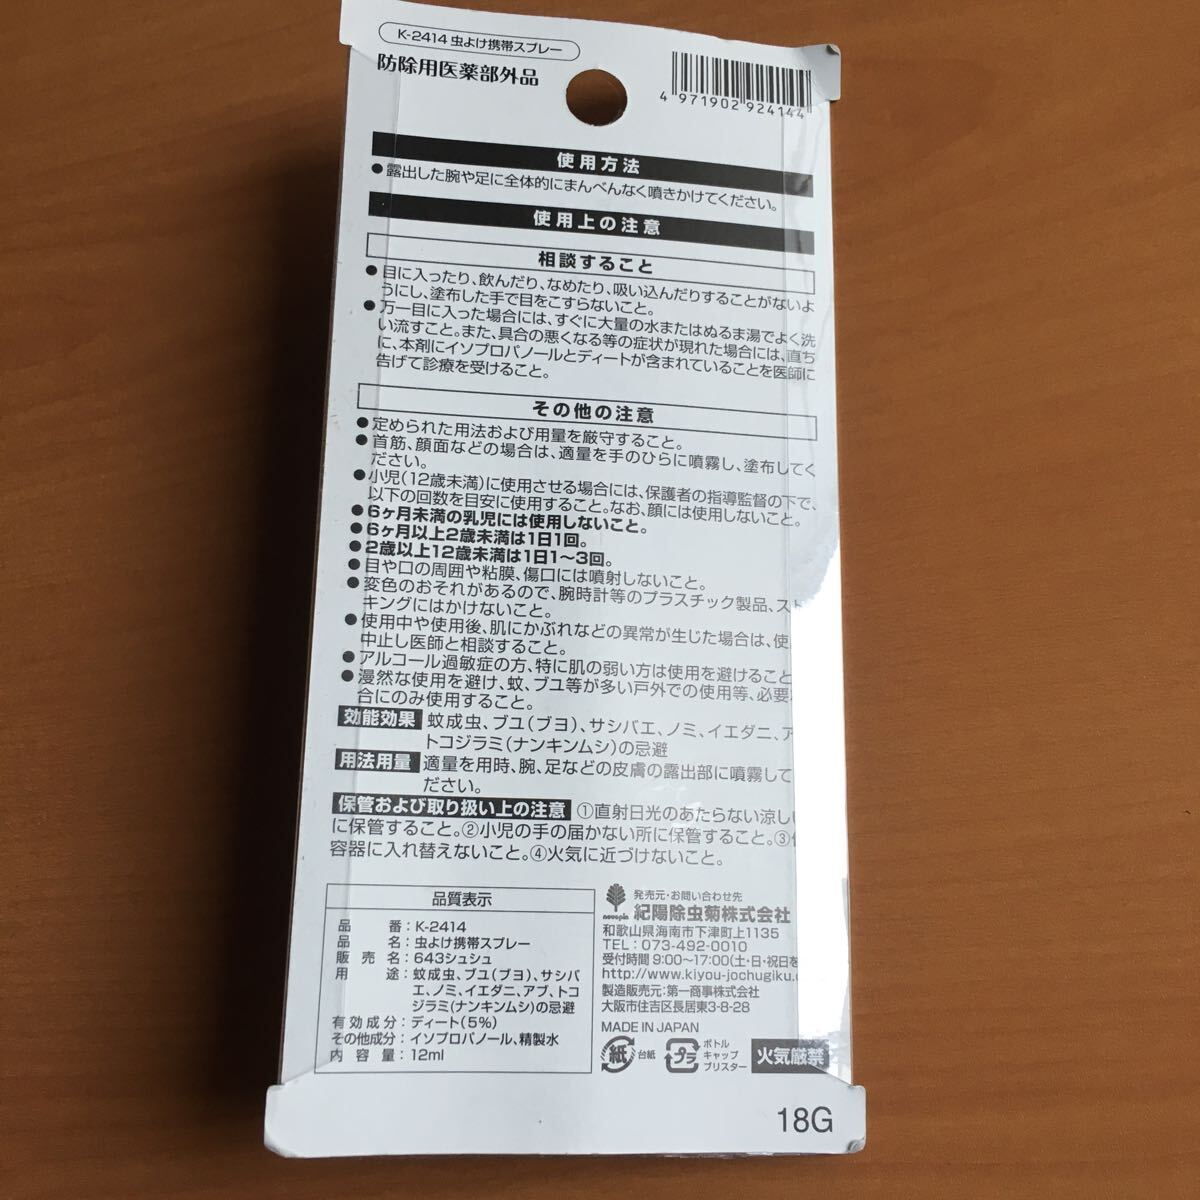 K-2414 虫よけ携帯スプレー
防除用医薬部外品
4 971902 924144
使用方法
●露出した腕や足に全体的にまんべんなく噴きかけてください。
使用上の注意
相談すること
●目に入ったり、飲んだり、なめたり、吸い込んだりすることがないよ
うにし、塗布した手で目をこすらないこと。
●万一目に入った場合には、すぐに大量の水またはぬるま湯でよく洗
い流すこと。また、具合の悪くなる等の症状が現れた場合には、直ち
に、本剤にイソプロパノールとディートが含まれていることを医師に
告げて診療を受けること。
その他の注意
●定められた用法および用量を厳守すること。
●首筋、顔面などの場合は、適量を手のひらに噴霧し、塗布してく
ださい。
●小児(12歳未満)に使用させる場合には、保護者の指導監督の下で、
以下の回数を目安に使用すること。なお、顔には使用しないこと。
●6ヶ月未満の乳児には使用しないこと。
●6ヶ月以上2歳未満は1日1回。
●2歳以上12歳未満は1日1〜3回。
●目や口の周囲や粘膜、傷口には噴射しないこと。
●変色のおそれがあるので、腕時計等のプラスチック製品、スト
キングにはかけないこと。
●使用中や使用後、肌にかぶれなどの異常が生じた場合は、使
中止し医師と相談すること。
●アルコール過敏症の方、特に肌の弱い方は使用を避けること
●漫然な使用を避け、蚊、ブユ等が多い戸外での使用等、必要
合にのみ使用すること。
効能効果 蚊成虫、ブユ(ブヨ)、サシバエ、ノミ、イエダニ、ア
トコジラミ(ナンキンムシ)の忌避
用法用量 適量を用時、腕、足などの皮膚の露出部に噴霧して
ださい。
保管および取り扱い上の注意 ①直射日光のあたらない涼し
に保管すること。②小児の手の届かない所に保管すること。③
容器に入れ替えないこと。④火気に近づけないこと。
品質表示
品番:K-2414
品名:虫よけ携帯スプレー
販売名:643シュシュ
用途:蚊成虫、ブユ(ブヨ)、サシバ
エ、ノミ、イエダニ、アブ、トコ
ジラミ(ナンキンムシ)の忌避
有効成分:ディート(5%)
その他成分:イソプロパノール、精製水
内容量:12ml
novopin
発売元・お問い合わせ先
紀陽除虫菊株式会社
和歌山県海南市下津町上1135
TEL:073-492-0010
受付時間 9:00〜17:00(土・日・祝日を
http://www.kiyou-jochugiku.c
製造販売元:第一商事株式会社
大阪市住吉区長居東3-8-28
MADE IN JAPAN
紙 台紙
プラ ボトル
キャップ
ブリスター
火気厳禁
18G